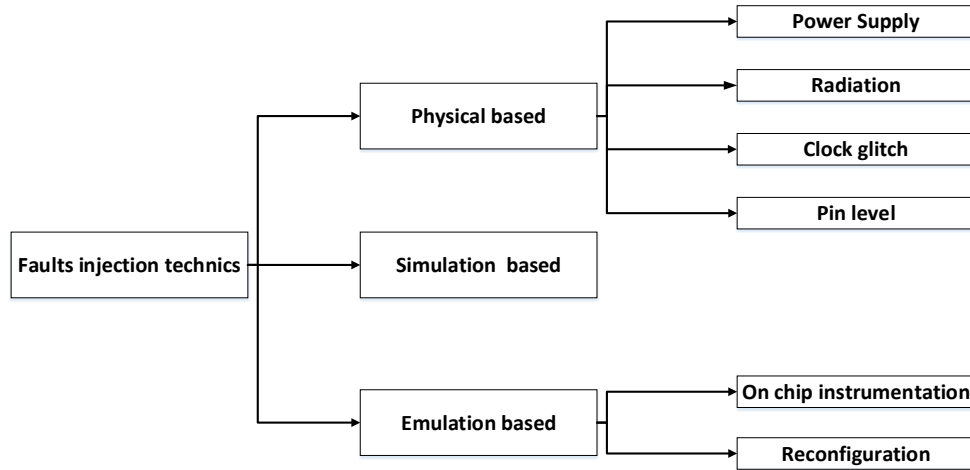 Faults injection technics
Physical based
Power Supply
Radiation
Clock glitch
Pin level
Simulation  based
Emulation based
On chip instrumentation
Reconfiguration